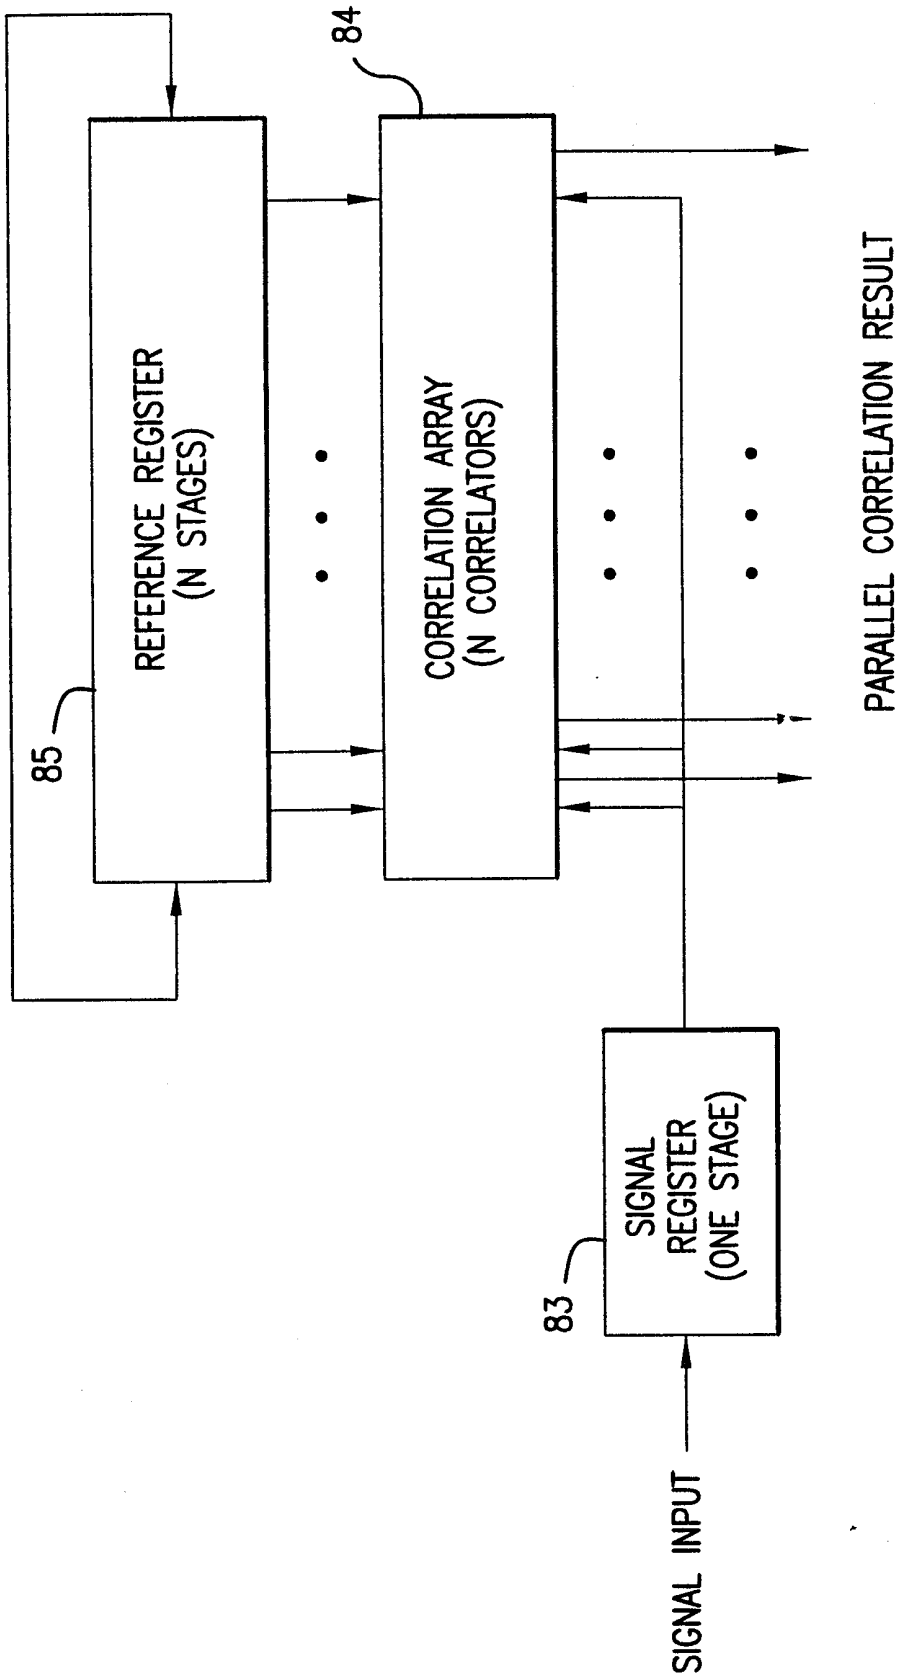 85
REFERENCE REGISTER
(N STAGES)
84
CORRELATION ARRAY
(N CORRELATORS)
83
SIGNAL
REGISTER
(ONE STAGE)
SIGNAL INPUT
PARALLEL CORRELATION RESULT